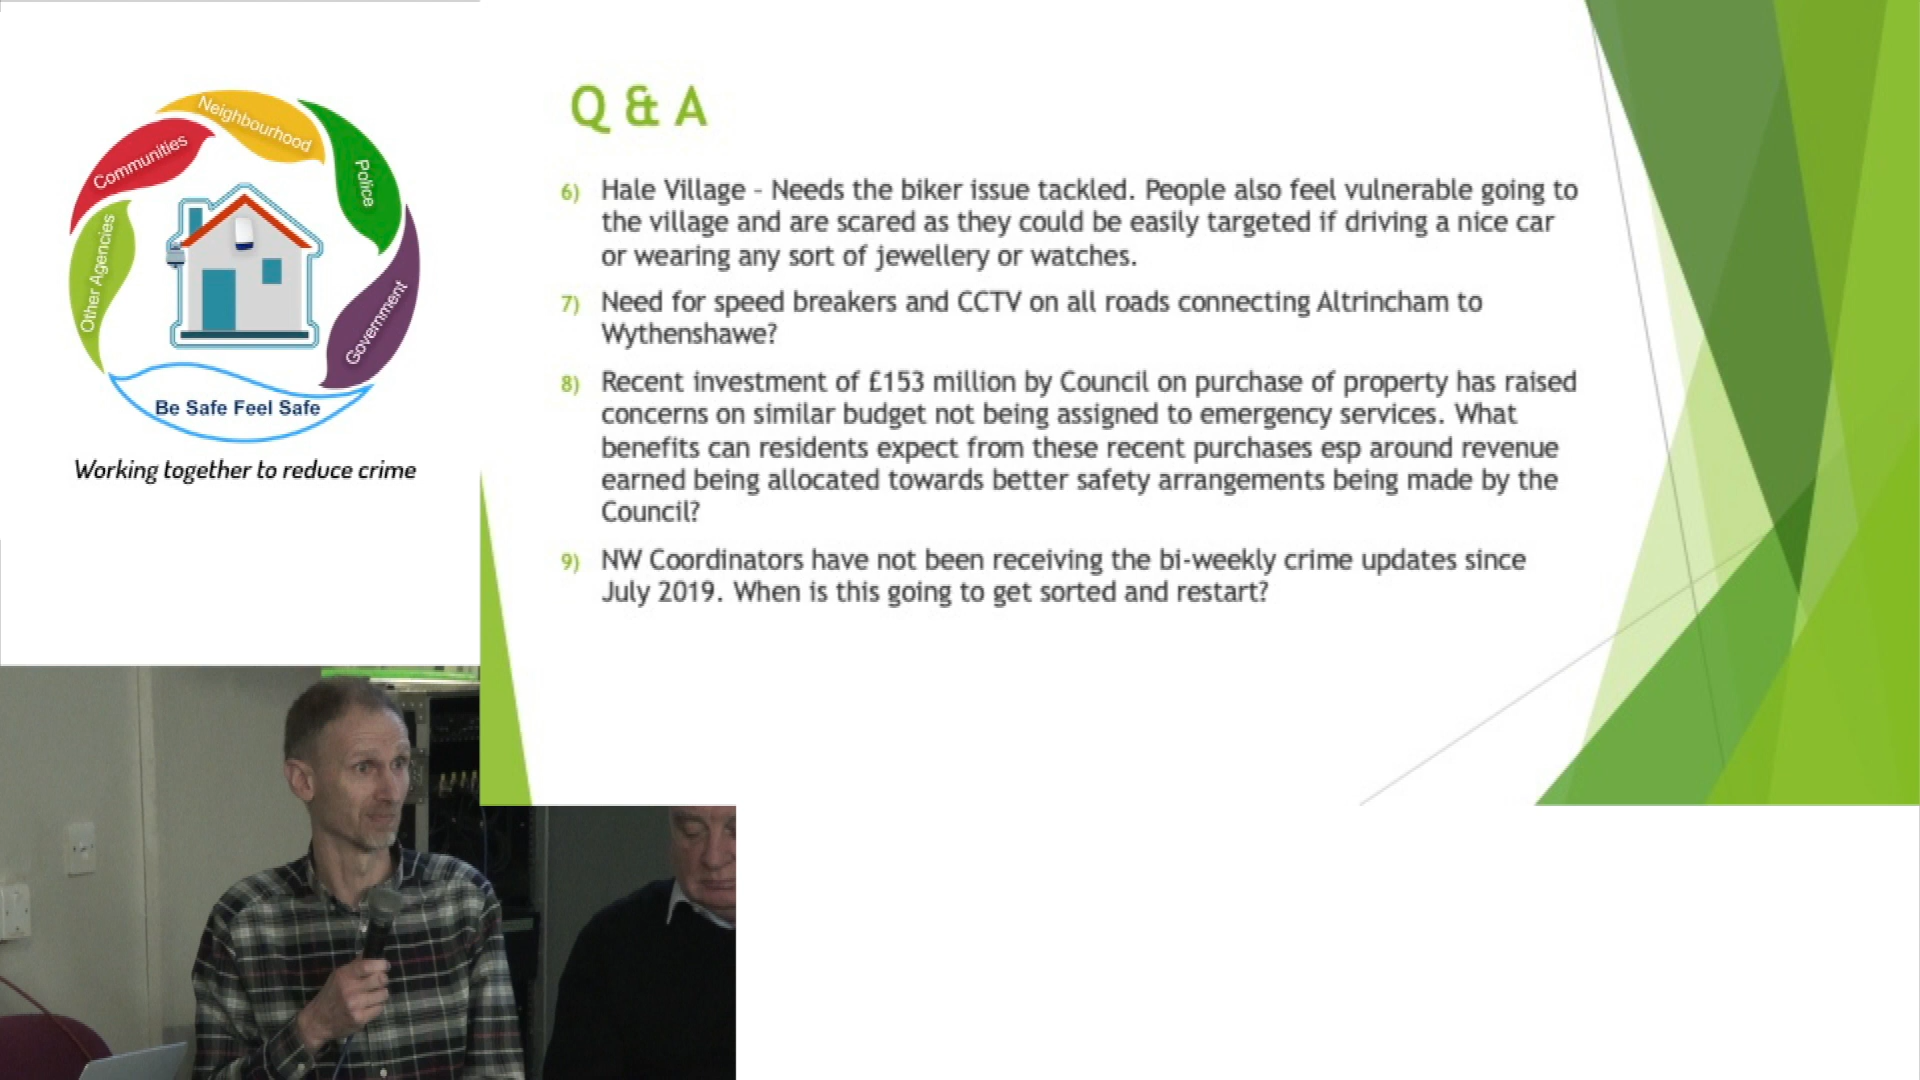 Neighbourhood
Communities
Police
Other Agencies
Government
Be Safe Feel Safe
Working together to reduce crime
Q & A
6) Hale Village - Needs the biker issue tackled. People also feel vulnerable going to
the village and are scared as they could be easily targeted if driving a nice car
or wearing any sort of jewellery or watches.
7) Need for speed breakers and CCTV on all roads connecting Altrincham to
Wythenshawe?
8) Recent investment of £153 million by Council on purchase of property has raised
concerns on similar budget not being assigned to emergency services. What
benefits can residents expect from these recent purchases esp around revenue
earned being allocated towards better safety arrangements being made by the
Council?
9) NW Coordinators have not been receiving the bi-weekly crime updates since
July 2019. When is this going to get sorted and restart?